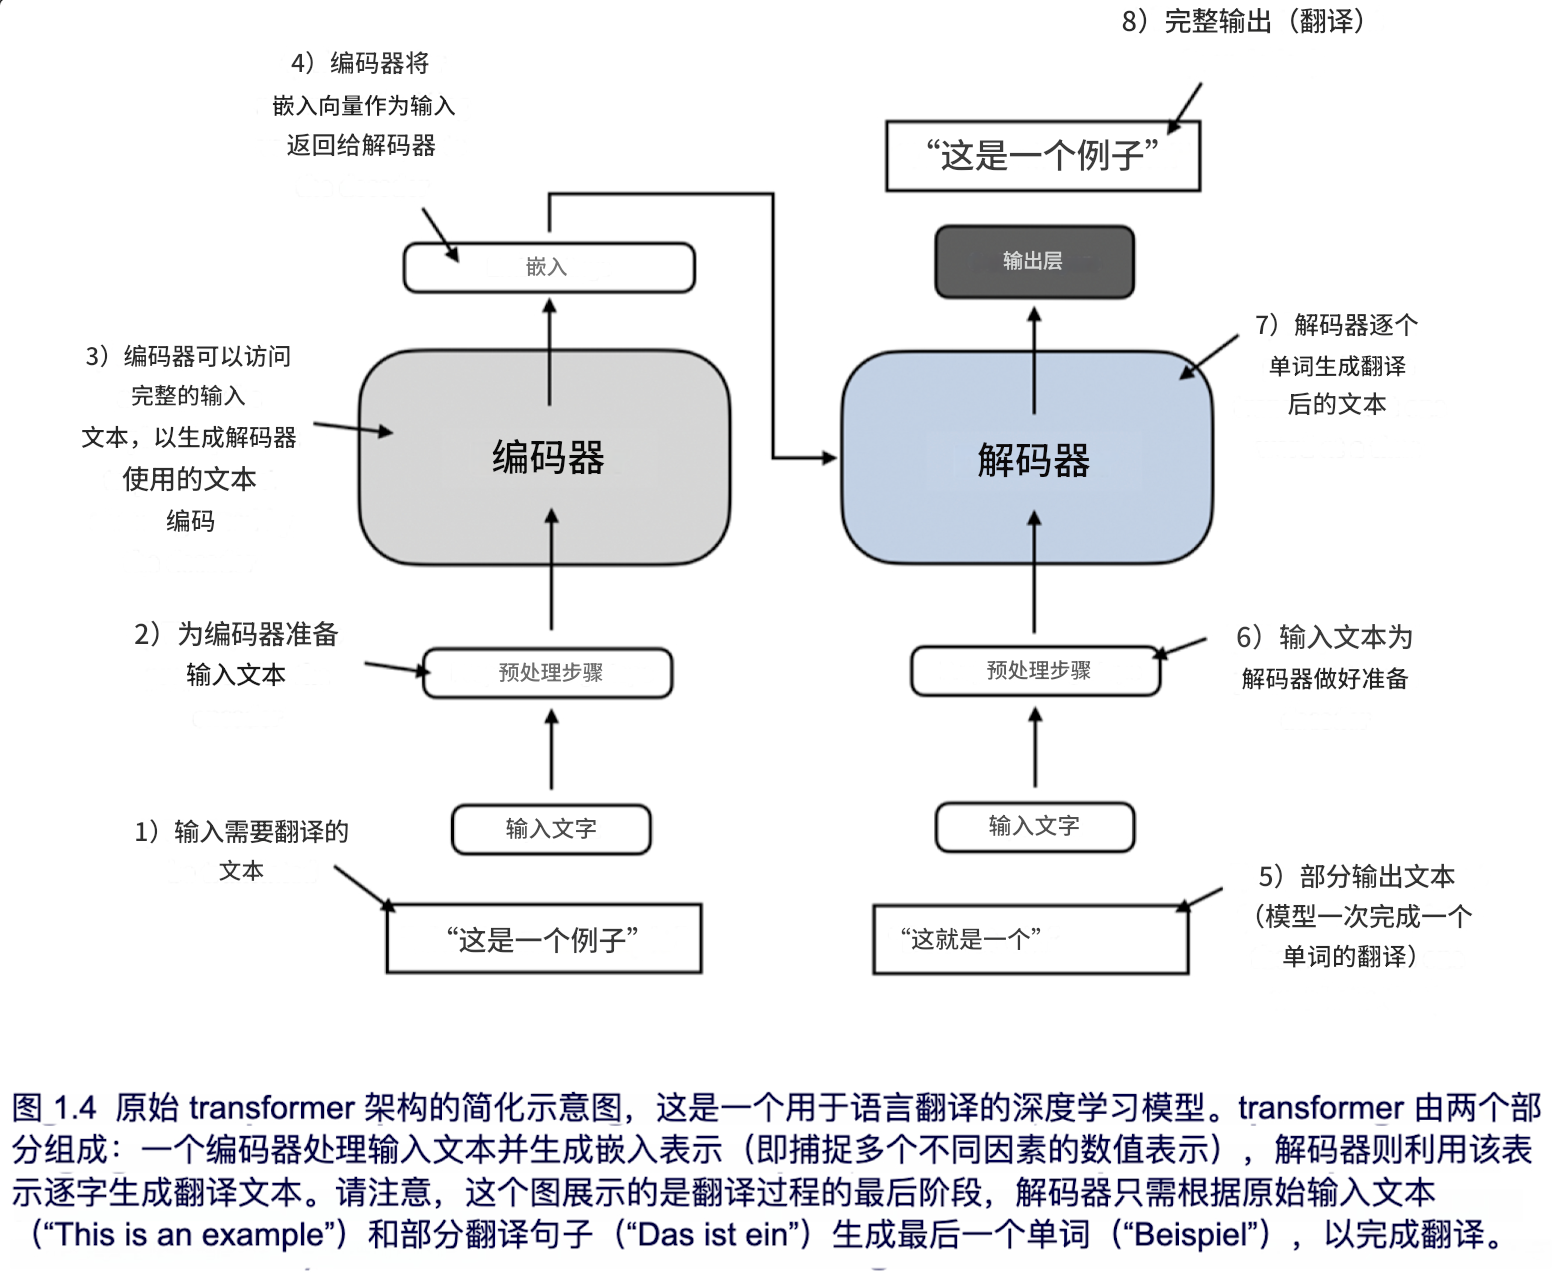 8）完整输出（翻译）
4）编码器将
嵌入向量作为输入
返回给解码器
“这是一个例子”
嵌入
输出层
3）编码器可以访问
完整的输入
文本，以生成解码器
使用的文本
编码
7）解码器逐个
单词生成翻译
后的文本
编码器
解码器
2）为编码器准备
输入文本
预处理步骤
预处理步骤
6）输入文本为
解码器做好准备
1）输入需要翻译的
文本
输入文字
输入文字
5）部分输出文本
（模型一次完成一个
单词的翻译）
“这是一个例子”
“这就是一个”
图 1.4 原始 transformer 架构的简化示意图，这是一个用于语言翻译的深度学习模型。transformer 由两个部
分组成：一个编码器处理输入文本并生成嵌入表示（即捕捉多个不同因素的数值表示），解码器则利用该表
示逐字生成翻译文本。请注意，这个图展示的是翻译过程的最后阶段，解码器只需根据原始输入文本
（“This is an example”）和部分翻译句子（“Das ist ein”）生成最后一个单词（“Beispiel”），以完成翻译。